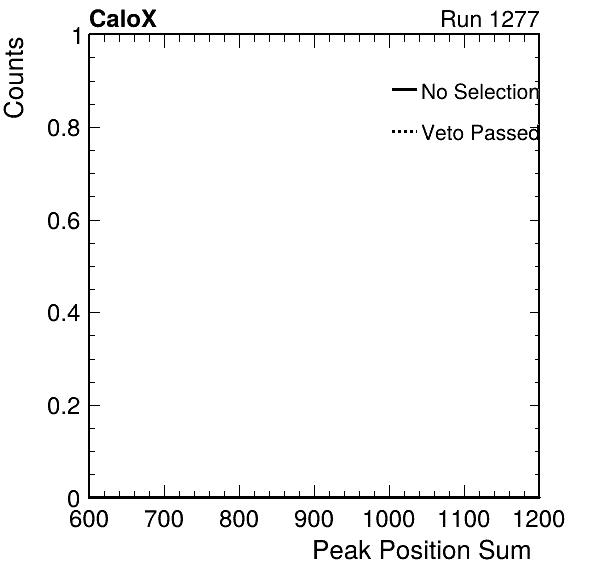 CaloX Run 1277
Counts
1
No Selection
0.8
Veto Passed
0.6
0.4
0.2
0
600 700 800 900 1000 1100 1200
Peak Position Sum